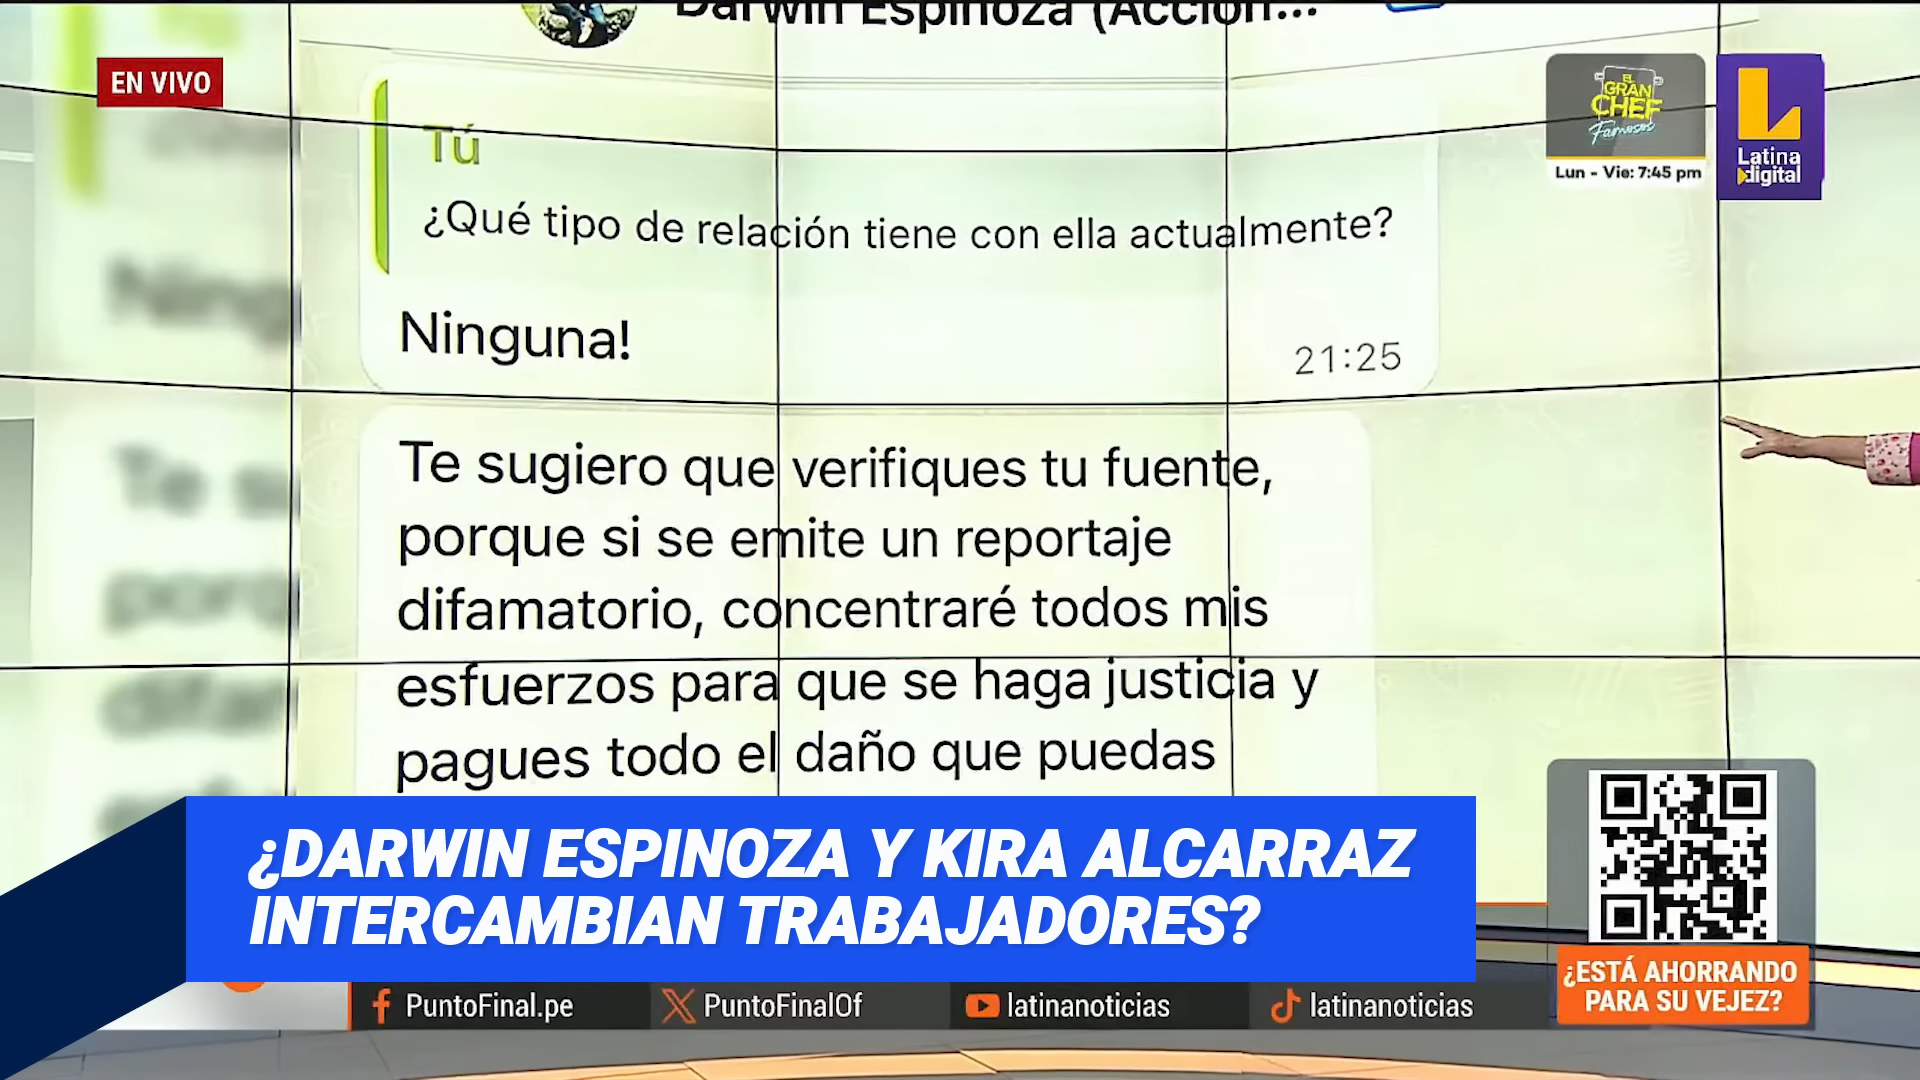 Darwin Espinoza (Acción...
EN VIVO
EL
GRAN
CHEF
Famosos
Lun - Vie: 7:45 pm
Latina
digital
Tú
¿Qué tipo de relación tiene con ella actualmente?
Ninguna!
21:25
Te sugiero que verifiques tu fuente,
porque si se emite un reportaje
difamatorio, concentraré todos mis
esfuerzos para que se haga justicia y
pagues todo el daño que puedas
¿DARWIN ESPINOZA Y KIRA ALCARRAZ
INTERCAMBIAN TRABAJADORES?
¿ESTÁ AHORRANDO
PARA SU VEJEZ?
PuntoFinal.pe
PuntoFinalOf
latinanoticias
latinanoticias